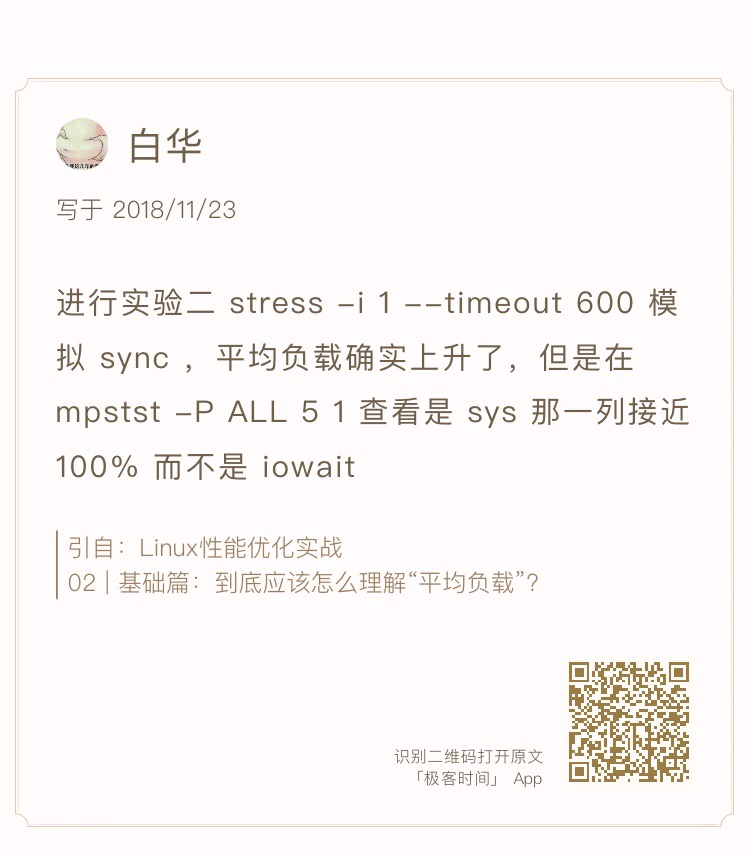 白华
写于 2018/11/23
进行实验二 stress -i 1 --timeout 600 模
拟 sync ，平均负载确实上升了，但是在
mpstst -P ALL 5 1 查看是 sys 那一列接近
100% 而不是 iowait
引自：Linux性能优化实战
02 | 基础篇：到底应该怎么理解“平均负载”？
识别二维码打开原文
「极客时间」 App